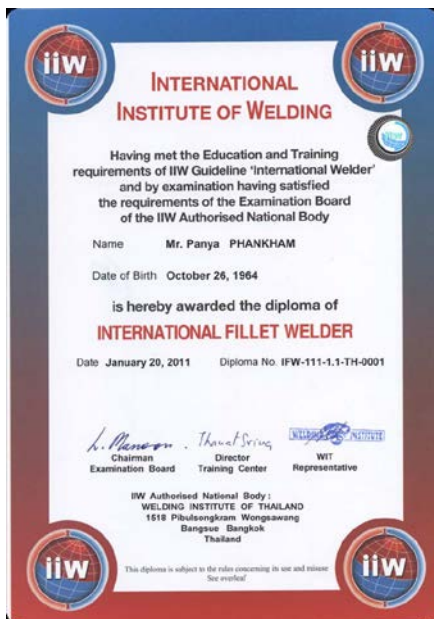 iiw
iiw
INTERNATIONAL
INSTITUTE OF WELDING
Having met the Education and Training
requirements of IIW Guideline 'International Welder'
and by examination having satisfied
the requirements of the Examination Board
of the IIW Authorised National Body
Name Mr. Panya PHANKHAM
Date of Birth October 26, 1964
is hereby awarded the diploma of
INTERNATIONAL FILLET WELDER
Date January 20, 2011 Diploma No. IFW-111-1.1-TH-0001
WELDING INSTITUTE
Chairman Director WIT
Examination Board Training Center Representative
IIW Authorised National Body :
WELDING INSTITUTE OF THAILAND
1518 Pibulsongkram Wongsawang
Bangsue Bangkok
Thailand
This diploma is subject to the rules concerning its use and misuse
See overleaf
iiw
iiw